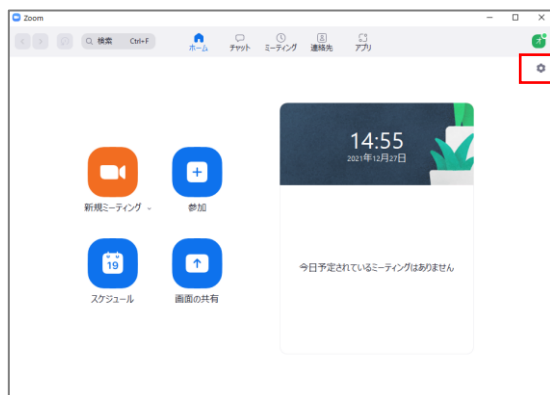 Zoom
検索 Ctrl+F
ホーム
チャット
ミーティング
連絡先
アプリ
オ
14:55
2021年12月27日
新規ミーティング
参加
19
スケジュール
画面の共有
今日予定されているミーティングはありません